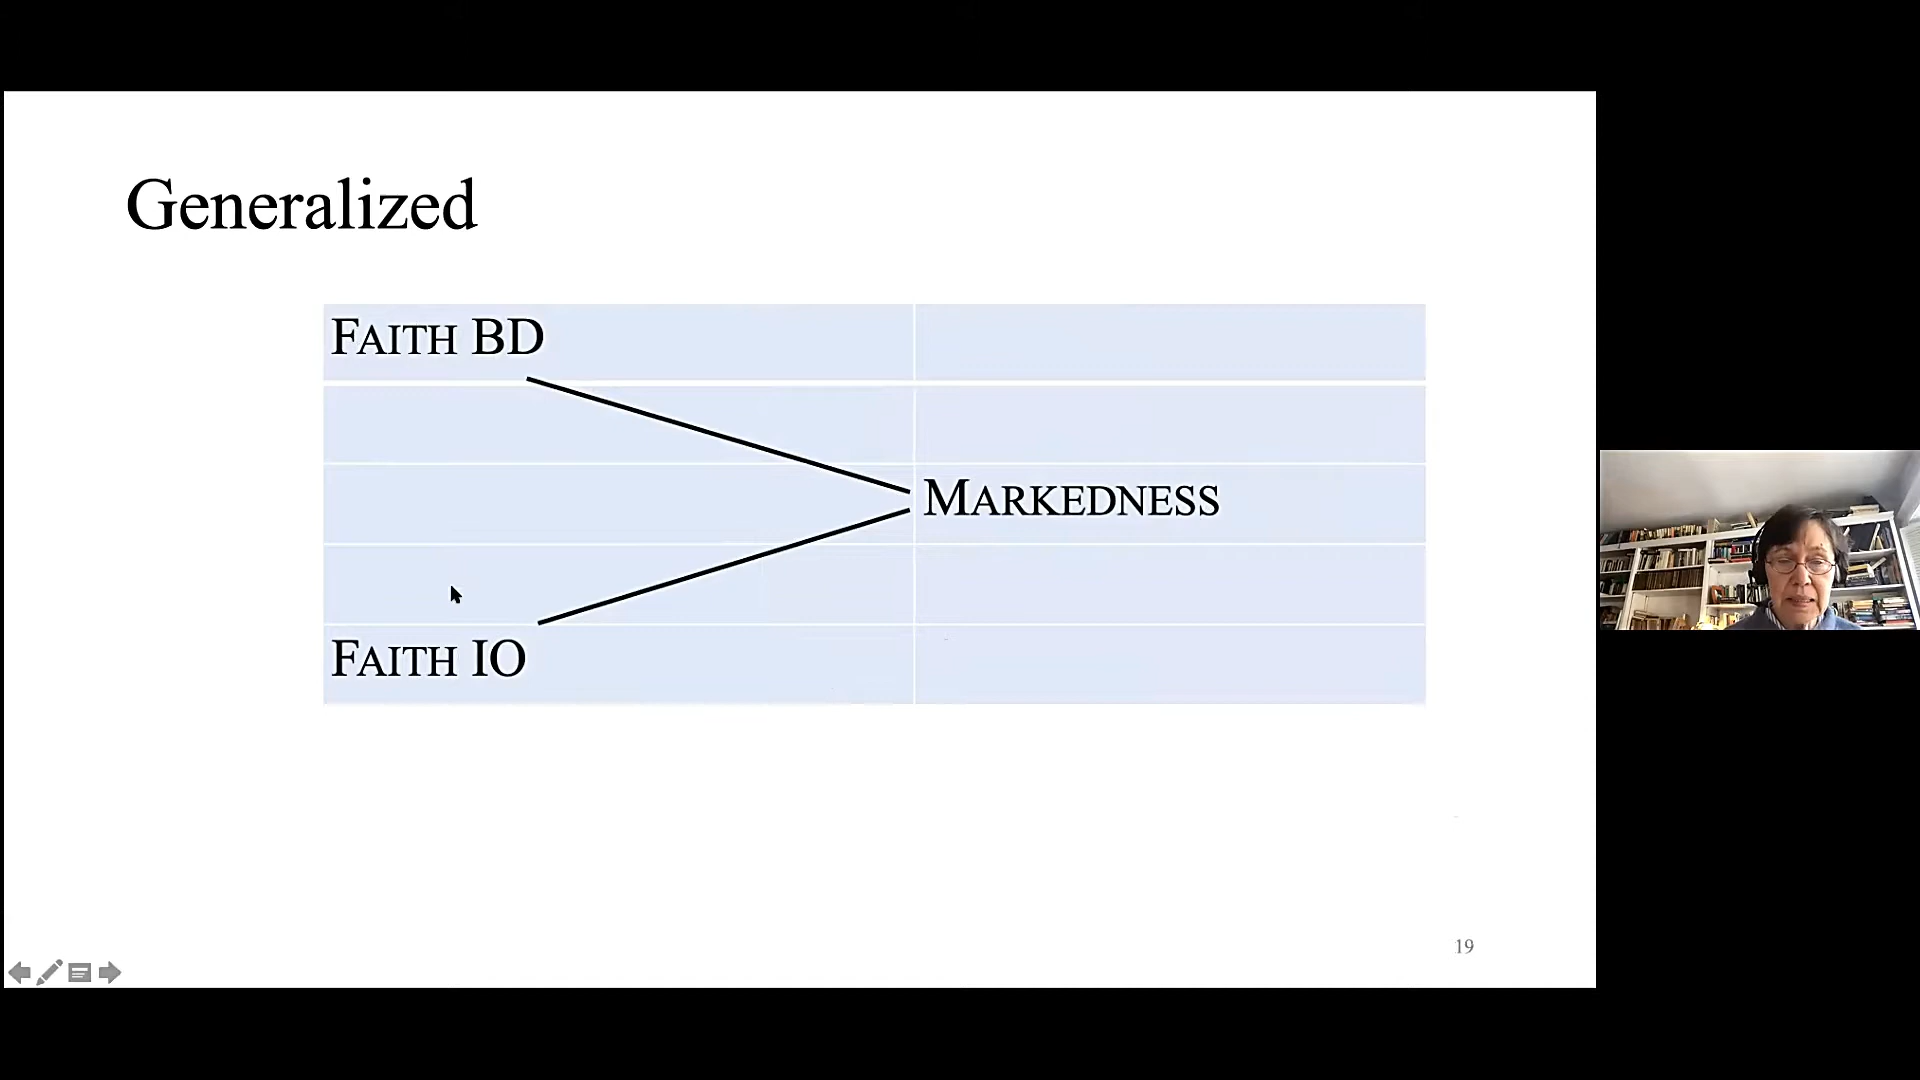 Generalized
FAITH BD
MARKEDNESS
FAITH IO
19